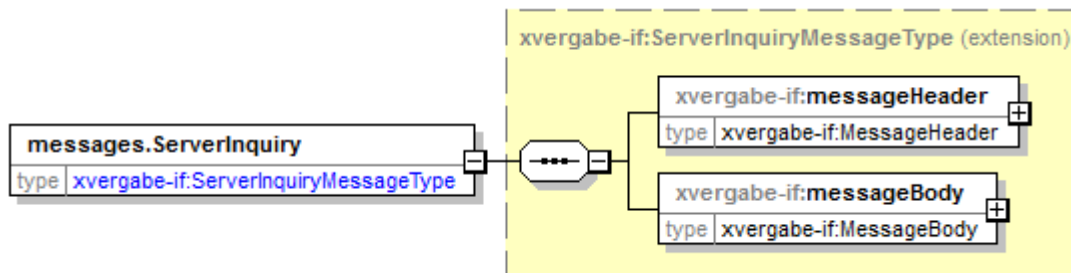 xvergabe-if:ServerInquiryMessageType (extension)
xvergabe-if:messageHeader
type xvergabe-if:MessageHeader
messages.ServerInquiry
type xvergabe-if:ServerInquiryMessageType
xvergabe-if:messageBody
type xvergabe-if:MessageBody